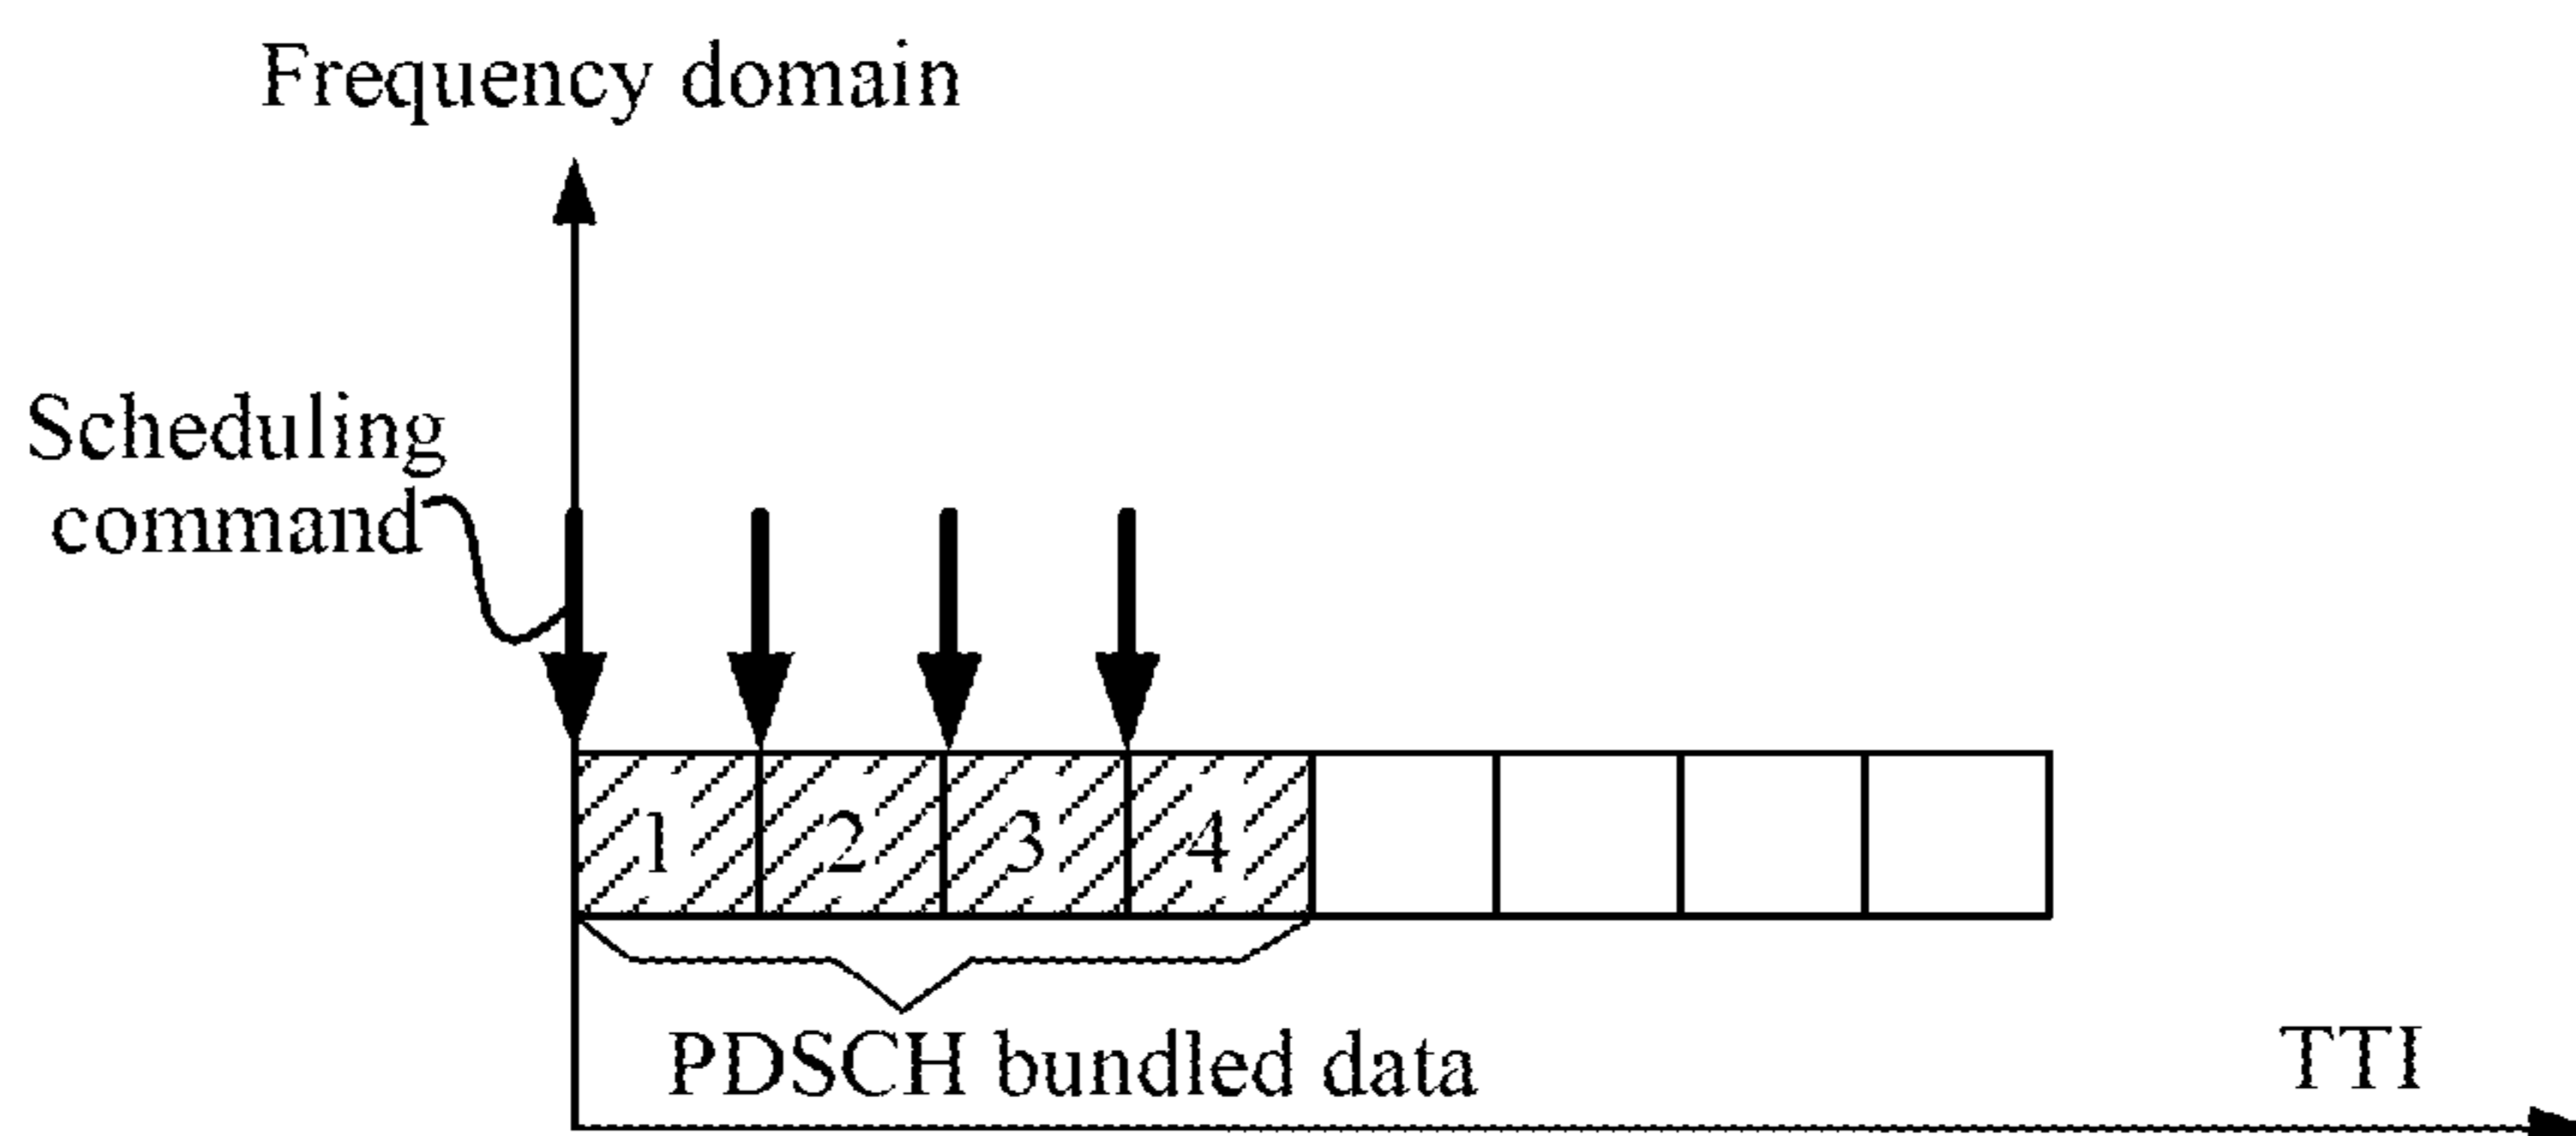 Frequency domain
Scheduling
command
1 2 3 4
PDSCH bundled data
TTI